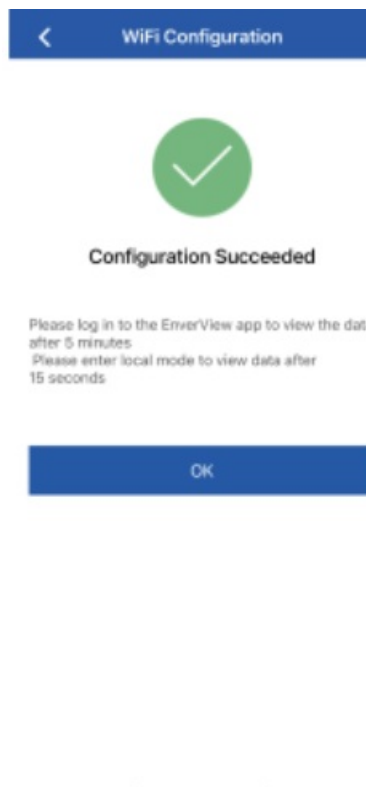 WiFi Configuration
Configuration Succeeded
Please log in to the EnverView app to view the dat
after 5 minutes
Please enter local mode to view data after
15 seconds
OK